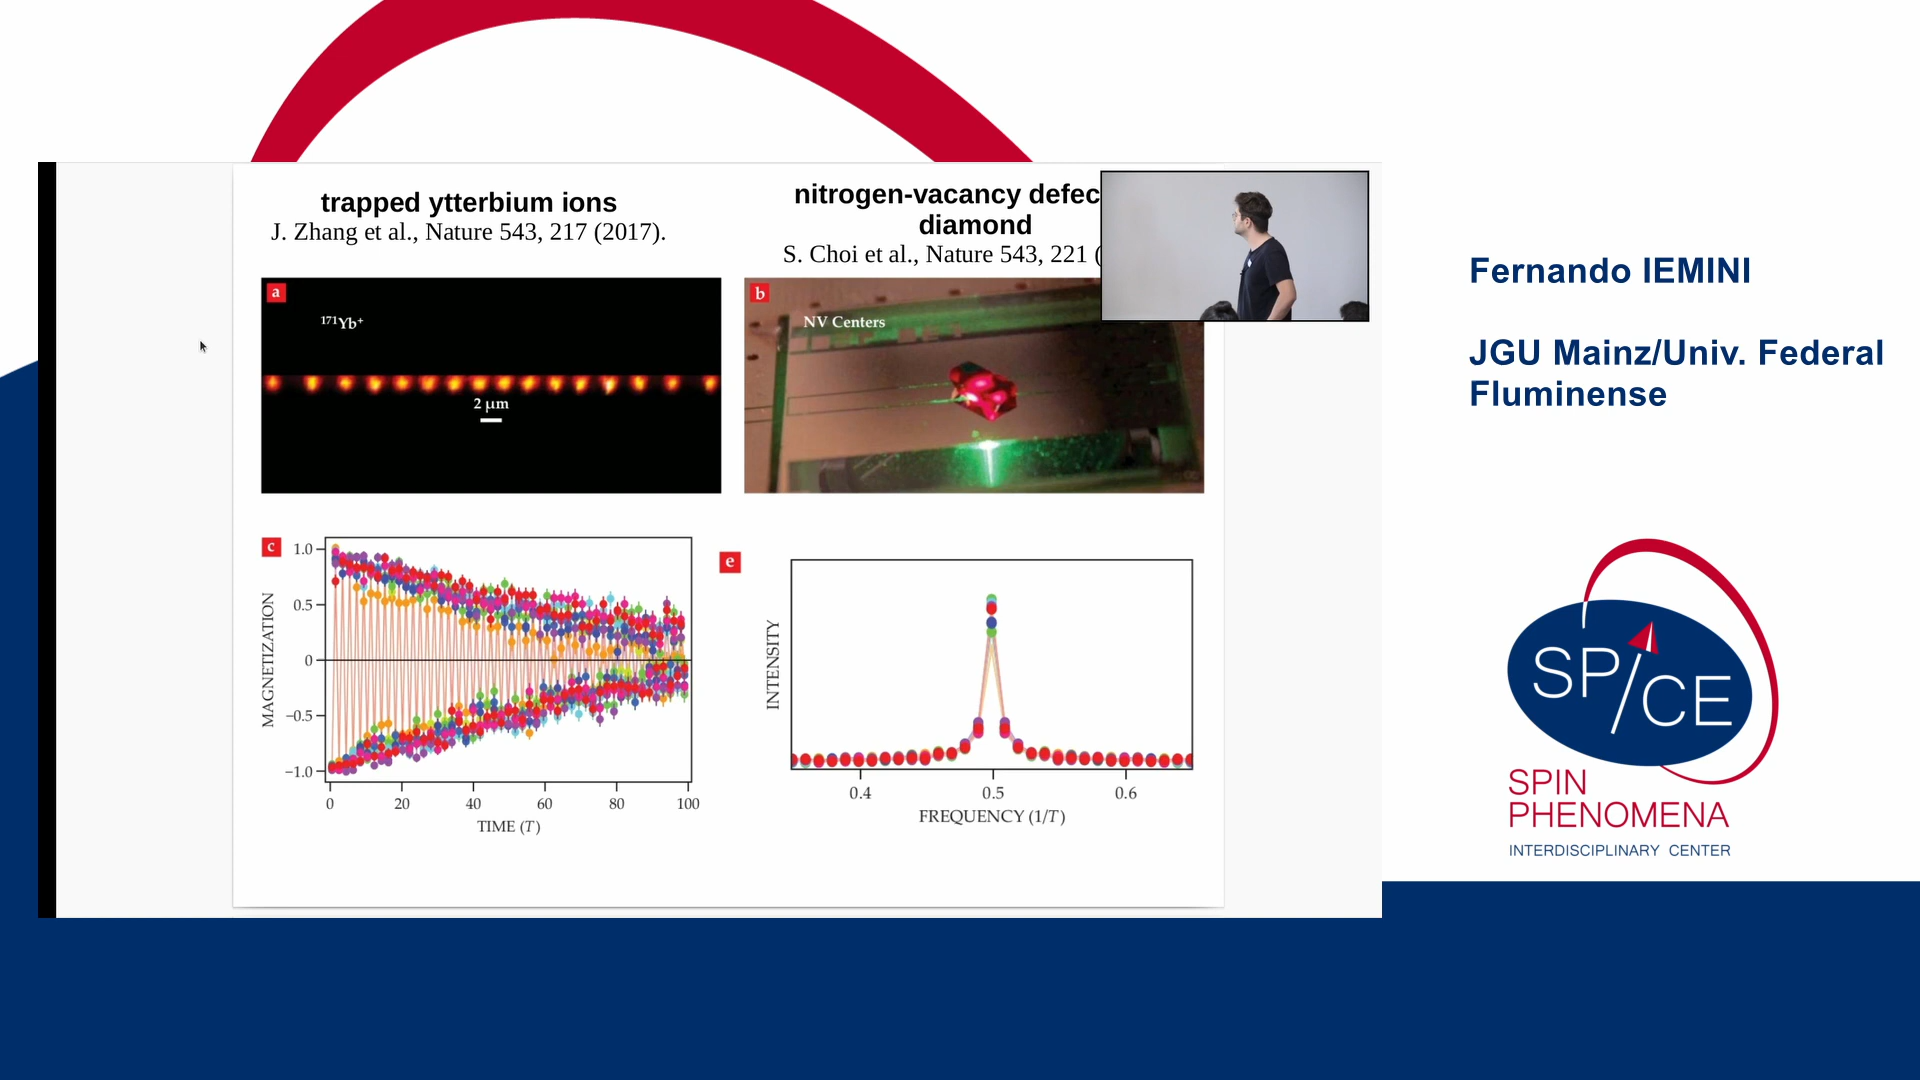 trapped ytterbium ions
J. Zhang et al., Nature 543, 217 (2017).
nitrogen-vacancy
diamond
S. Choi et al., Nature 543, 221 (
a
¹⁷¹Yb⁺
2 μm
b
NV Centers
c
MAGNETIZATION
1.0
0.5
0
−0.5
−1.0
0 20 40 60 80 100
TIME (T)
e
INTENSITY
0.4 0.5 0.6
FREQUENCY (1/T)
Fernando IEMINI
JGU Mainz/Univ. Federal
Fluminense
SP/CE
SPIN
PHENOMENA
INTERDISCIPLINARY CENTER